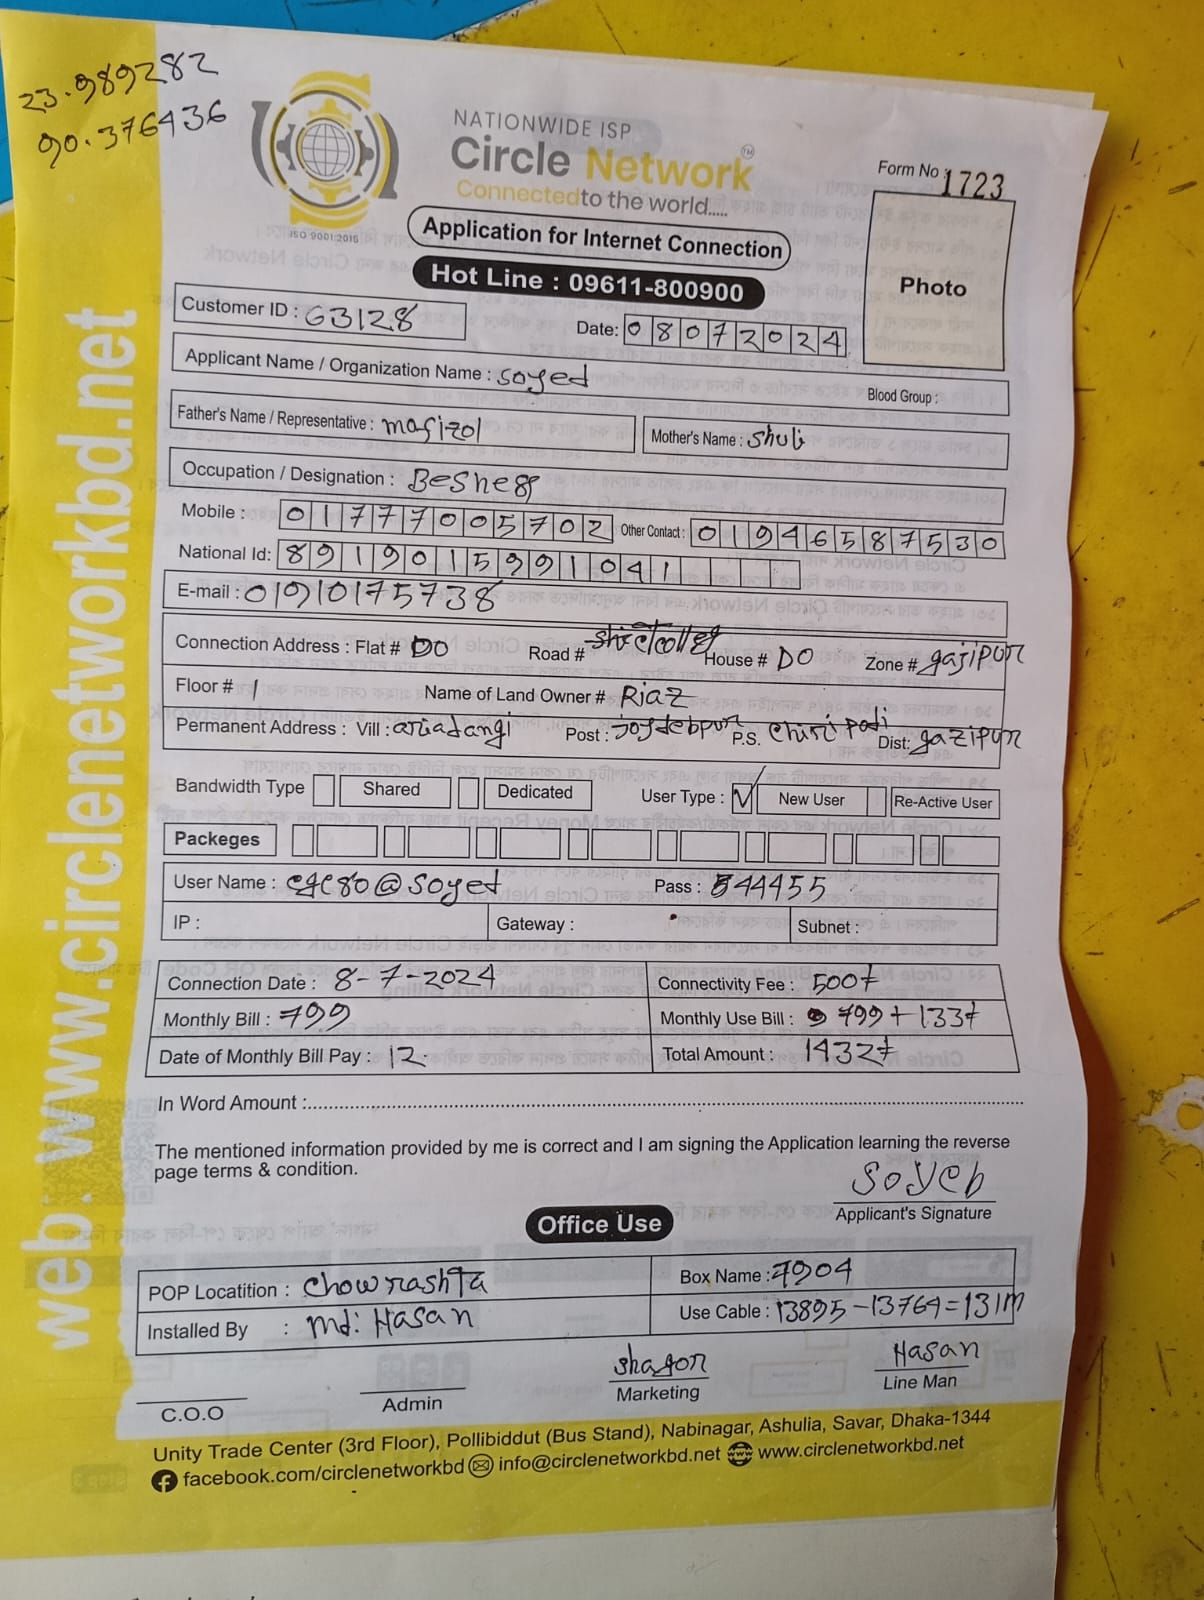 23.989282
90.376436
NATIONWIDE ISP
Circle Network TM
Connected to the world.....
ISO 9001:2015
Form No : 1723
Application for Internet Connection
Hot Line : 09611-800900
Photo
Customer ID : 63128
Date: 08072024
Applicant Name / Organization Name : soyed
Blood Group :
Father's Name / Representative : mafizol
Mother's Name : Shuli
Occupation / Designation :
Mobile : 01777005702 Other Contact : 01946587530
National Id: 8919015991041
E-mail : 01910175738
Connection Address : Flat # DO Road # House # DO Zone # gajipur
Floor # 1 Name of Land Owner # Riaz
Permanent Address : Vill : Post : joydebpur P.S. Dist: gazipur
Bandwidth Type Shared Dedicated User Type : ✓ New User Re-Active User
Packeges
User Name : @soyed Pass : 544455
IP : Gateway : Subnet :
Connection Date : 8-7-2024 Connectivity Fee : 500৳
Monthly Bill : 799 Monthly Use Bill : 799 + 133৳
Date of Monthly Bill Pay : 12 Total Amount : 1432৳
In Word Amount :
The mentioned information provided by me is correct and I am signing the Application learning the reverse
page terms & condition.
soyeb
Applicant's Signature
Office Use
POP Locatition : Chowrashta Box Name : 7904
Installed By : Md: Hasan Use Cable : 13895-13764=131m
C.O.O
Admin
shagor
Marketing
Hasan
Line Man
Unity Trade Center (3rd Floor), Pollibiddut (Bus Stand), Nabinagar, Ashulia, Savar, Dhaka-1344
facebook.com/circlenetworkbd info@circlenetworkbd.net www.circlenetworkbd.net
web: www.circlenetworkbd.net